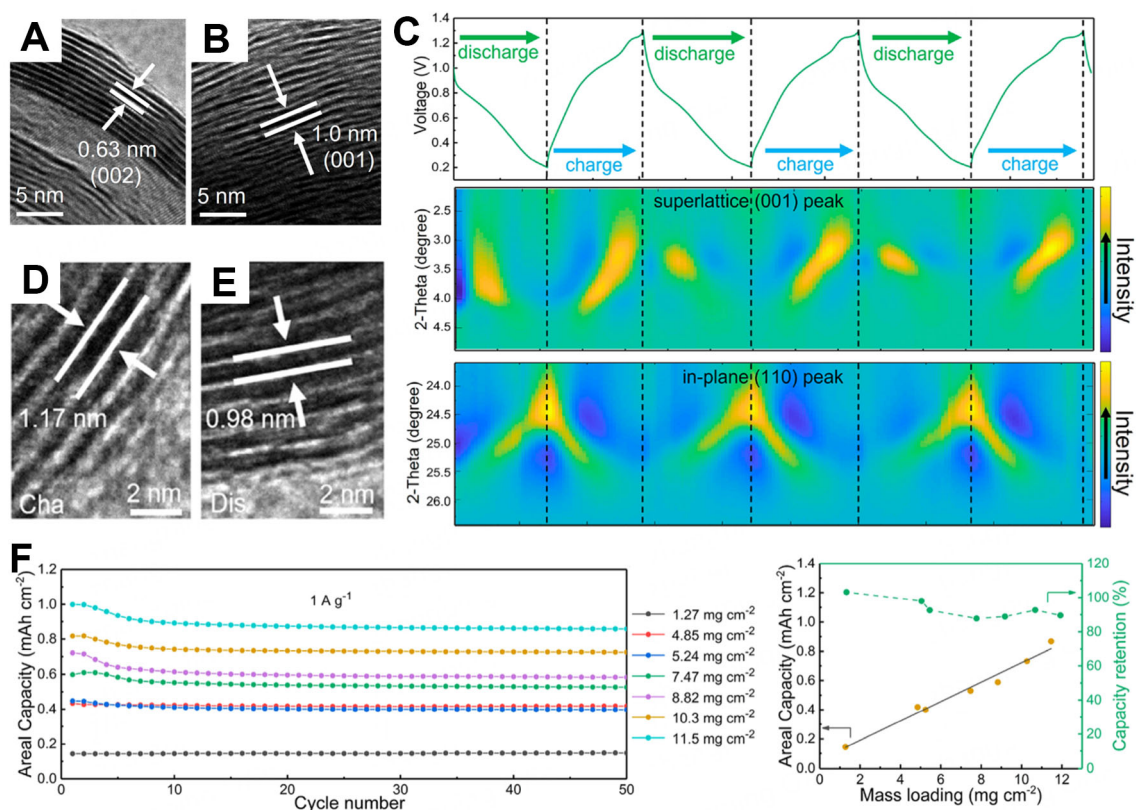 A
0.63 nm
(002)
5 nm
B
1.0 nm
(001)
5 nm
C
discharge
discharge
discharge
charge
charge
charge
Voltage (V)
1.4
1.2
1.0
0.8
0.6
0.4
0.2
superlattice (001) peak
2-Theta (degree)
3.0
3.5
4.0
4.5
Intensity
in-plane (110) peak
2-Theta (degree)
24.0
24.5
25.0
25.5
26.0
Intensity
D
1.17 nm
Cha
2 nm
E
0.98 nm
Dis
2 nm
F
Areal Capacity (mAh cm⁻²)
1.2
1.0
0.8
0.6
0.4
0.2
0.0
1 A g⁻¹
0 10 20 30 40 50
Cycle number
1.27 mg cm⁻²
4.85 mg cm⁻²
5.24 mg cm⁻²
7.47 mg cm⁻²
8.82 mg cm⁻²
10.3 mg cm⁻²
11.5 mg cm⁻²
Areal Capacity (mAh cm⁻²)
1.4
1.2
1.0
0.8
0.6
0.4
0.2
0.0
0 2 4 6 8 10 12
Mass loading (mg cm⁻²)
120
100
80
60
40
20
0
Capacity retention (%)